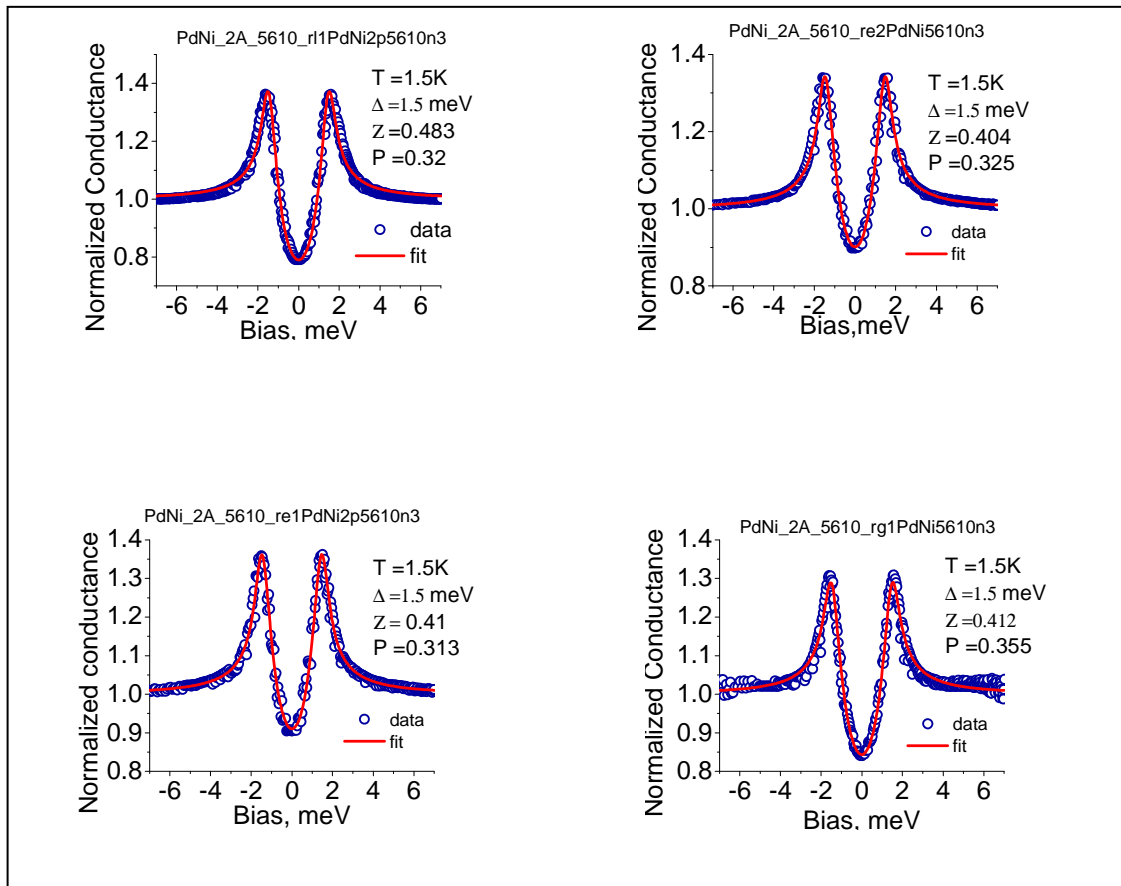 PdNi_2A_5610_rl1PdNi2p5610n3
1.4
1.2
1.0
0.8
T =1.5K
Δ =1.5 meV
Z =0.483
P =0.32
data
fit
-6 -4 -2 0 2 4 6
Bias, meV
Normalized Conductance
PdNi_2A_5610_re2PdNi5610n3
1.4
1.2
1.0
0.8
T =1.5K
Δ =1.5 meV
Z =0.404
P =0.325
data
fit
-6 -4 -2 0 2 4 6
Bias,meV
Normalized Conductance
PdNi_2A_5610_re1PdNi2p5610n3
1.4
1.3
1.2
1.1
1.0
0.9
0.8
T =1.5K
Δ =1.5 meV
Z = 0.41
P =0.313
data
fit
-6 -4 -2 0 2 4 6
Bias, meV
Normalized conductance
PdNi_2A_5610_rg1PdNi5610n3
1.4
1.3
1.2
1.1
1.0
0.9
0.8
T =1.5K
Δ =1.5 meV
Z =0.412
P =0.355
data
fit
-6 -4 -2 0 2 4 6
Bias, meV
Normalized Conductance